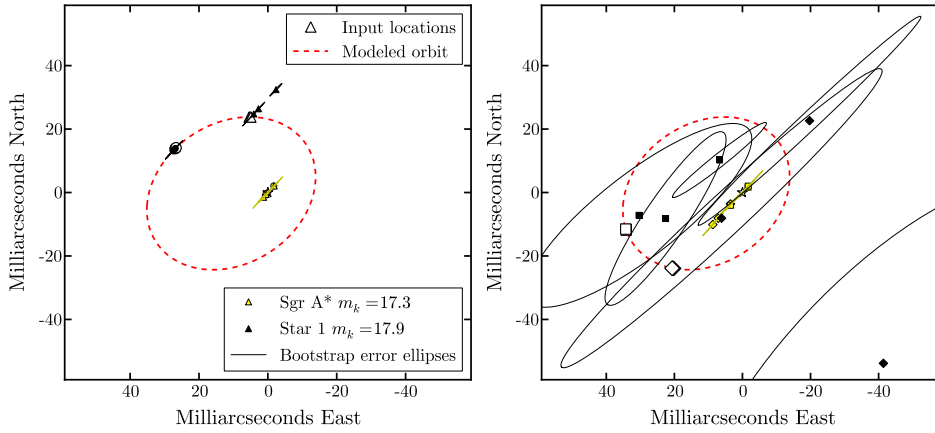 Input locations
Modeled orbit
Sgr A* m_k =17.3
Star 1 m_k =17.9
Bootstrap error ellipses
Milliarcseconds North
40
20
0
-20
-40
60
40
20
0
-20
-40
Milliarcseconds East
Milliarcseconds North
40
20
0
-20
-40
60
40
20
0
-20
-40
Milliarcseconds East